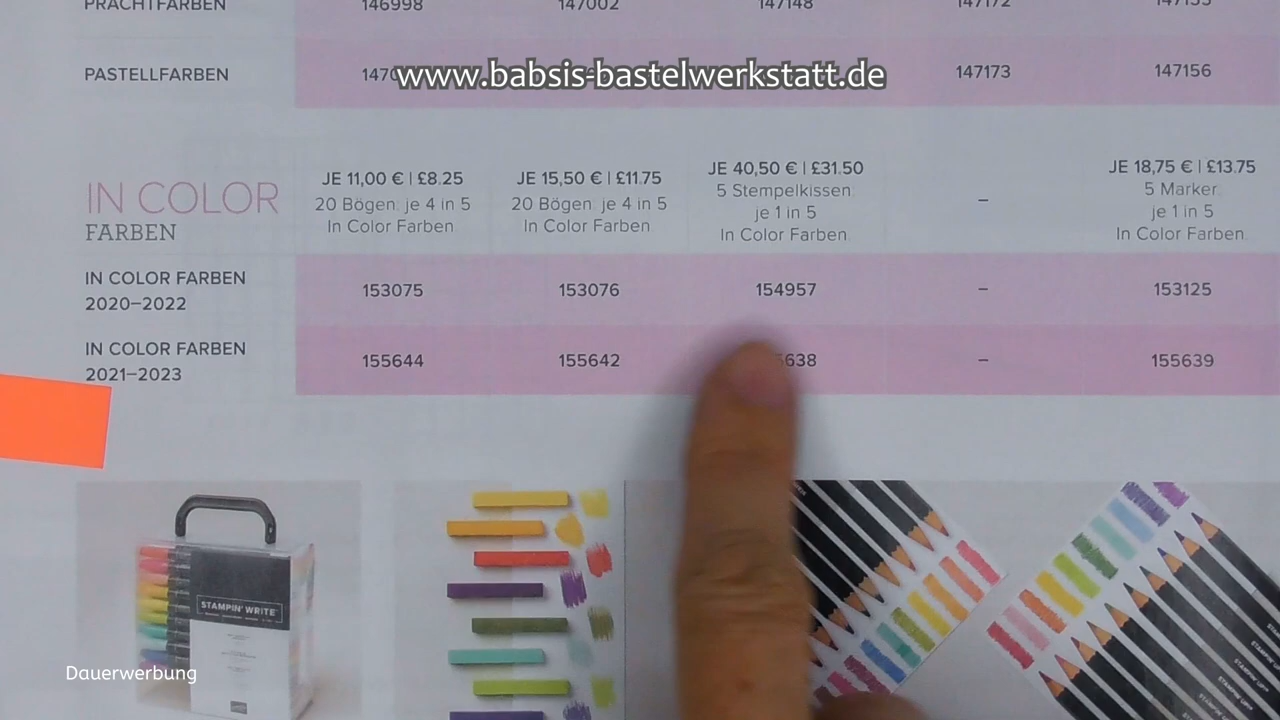 PRACHTFARBEN 146998 147002 147148 147172
PASTELLFARBEN 147173 147156
www.babsis-bastelwerkstatt.de
JE 11,00 € | £8.25
20 Bögen: je 4 in 5
In Color Farben
JE 15,50 € | £11.75
20 Bögen: je 4 in 5
In Color Farben
JE 40,50 € | £31.50
5 Stempelkissen:
je 1 in 5
In Color Farben
–
JE 18,75 € | £13.75
5 Marker:
je 1 in 5
In Color Farben
IN COLOR
FARBEN
IN COLOR FARBEN
2020–2022
153075 153076 154957 – 153125
IN COLOR FARBEN
2021–2023
155644 155642 – 155639
STAMPIN' WRITE
Dauerwerbung